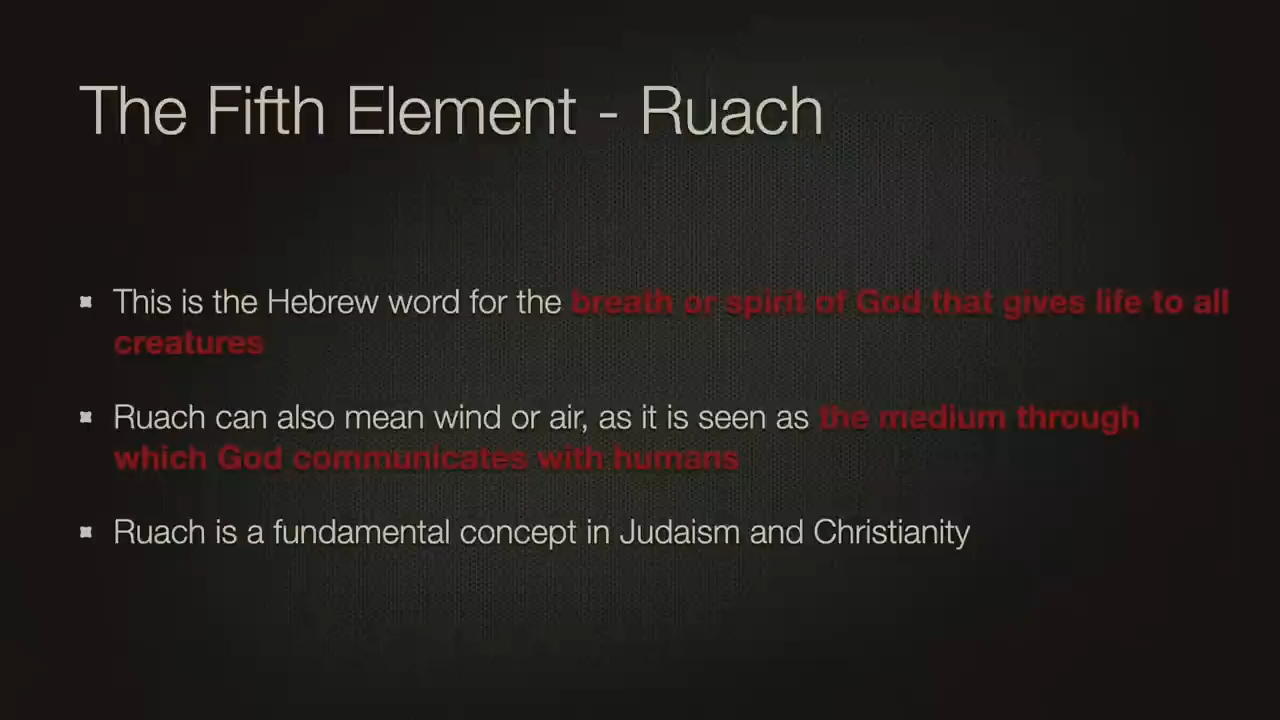 The Fifth Element - Ruach
This is the Hebrew word for the breath or spirit of God that gives life to all
creatures
Ruach can also mean wind or air, as it is seen as the medium through
which God communicates with humans
Ruach is a fundamental concept in Judaism and Christianity